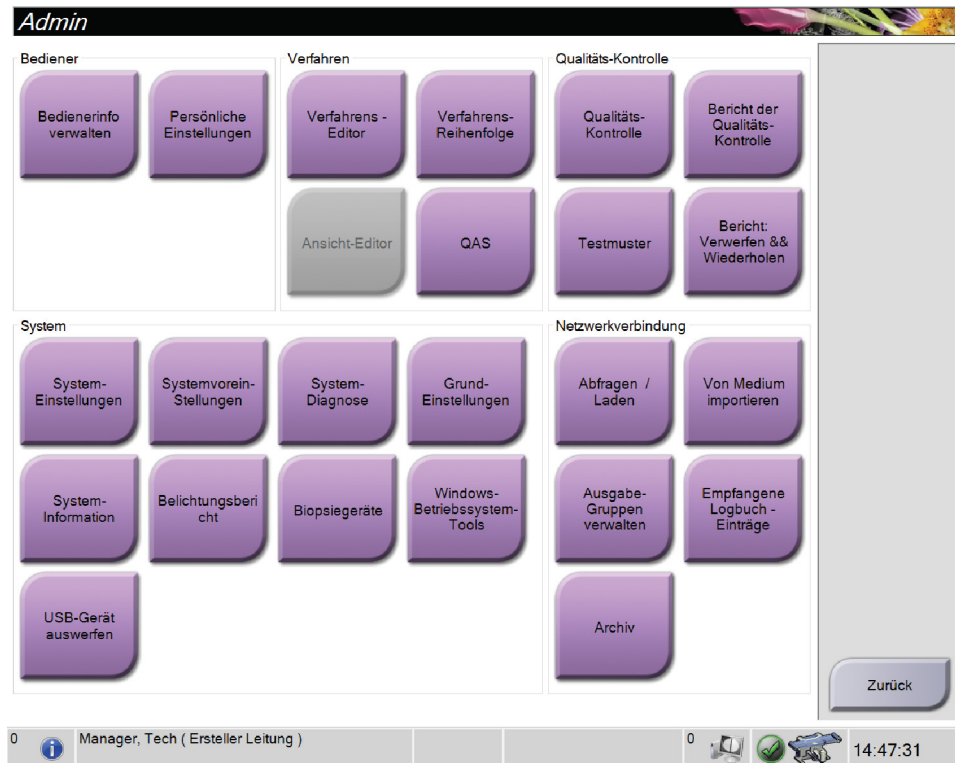 Admin
Bediener
Bedienerinfo
verwalten
Persönliche
Einstellungen
Verfahren
Verfahrens -
Editor
Verfahrens-
Reihenfolge
Ansicht-Editor
QAS
Qualitäts-Kontrolle
Qualitäts-
Kontrolle
Bericht der
Qualitäts-
Kontrolle
Testmuster
Bericht:
Verwerfen &&
Wiederholen
System
System-
Einstellungen
Systemvorein-
Stellungen
System-
Diagnose
Grund-
Einstellungen
System-
Information
Belichtungsberi
cht
Biopsiegeräte
Windows-
Betriebssystem-
Tools
USB-Gerät
auswerfen
Netzwerkverbindung
Abfragen /
Laden
Von Medium
importieren
Ausgabe-
Gruppen
verwalten
Empfangene
Logbuch -
Einträge
Archiv
Zurück
0
Manager, Tech ( Ersteller Leitung )
0
14:47:31